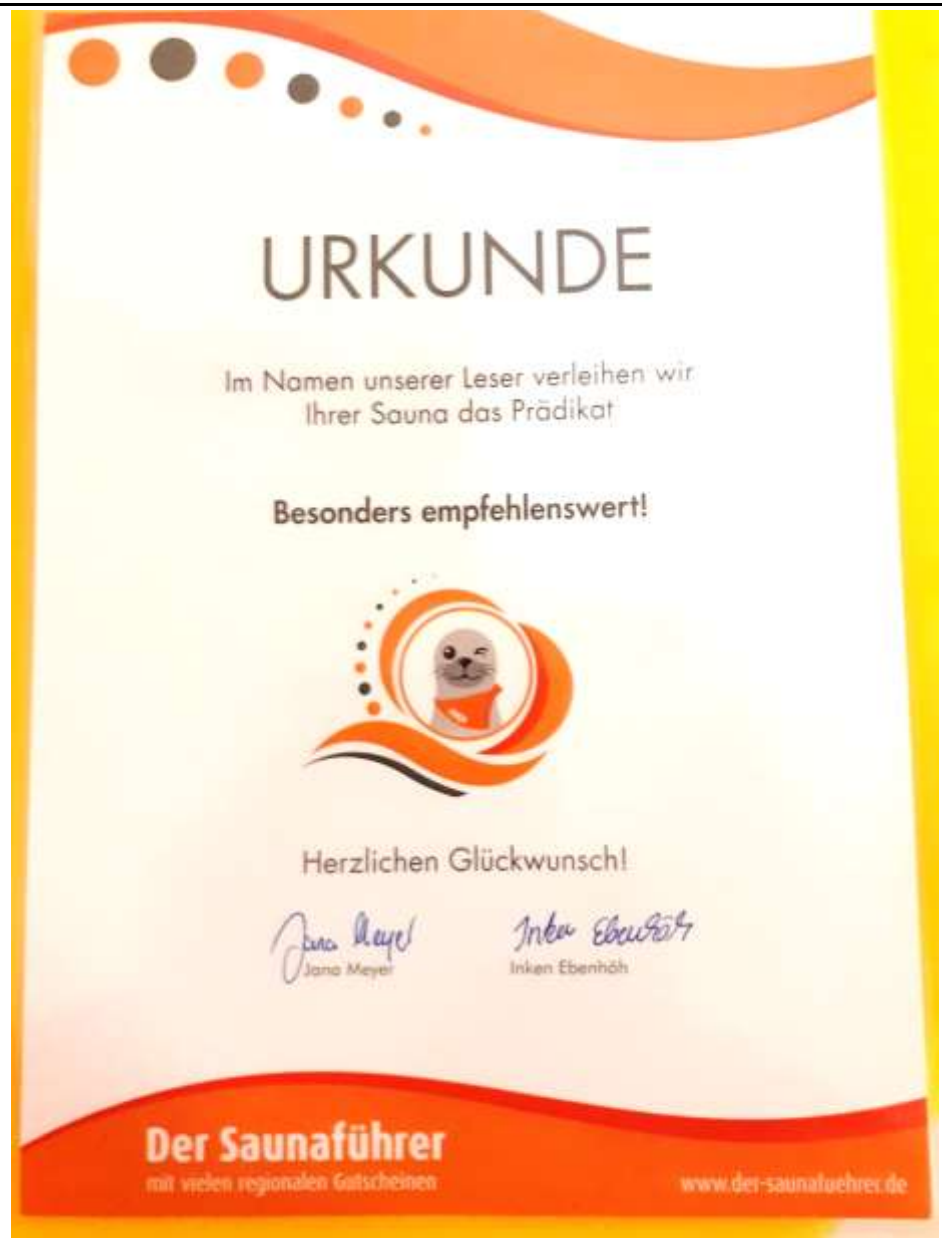 URKUNDE
Im Namen unserer Leser verleihen wir
Ihrer Sauna das Prädikat
Besonders empfehlenswert!
Herzlichen Glückwunsch!
Jana Meyer Inken Ebenhöh
Jana Meyer Inken Ebenhöh
Der Saunaführer
mit vielen regionalen Gutscheinen
www.der-saunafuehrer.de